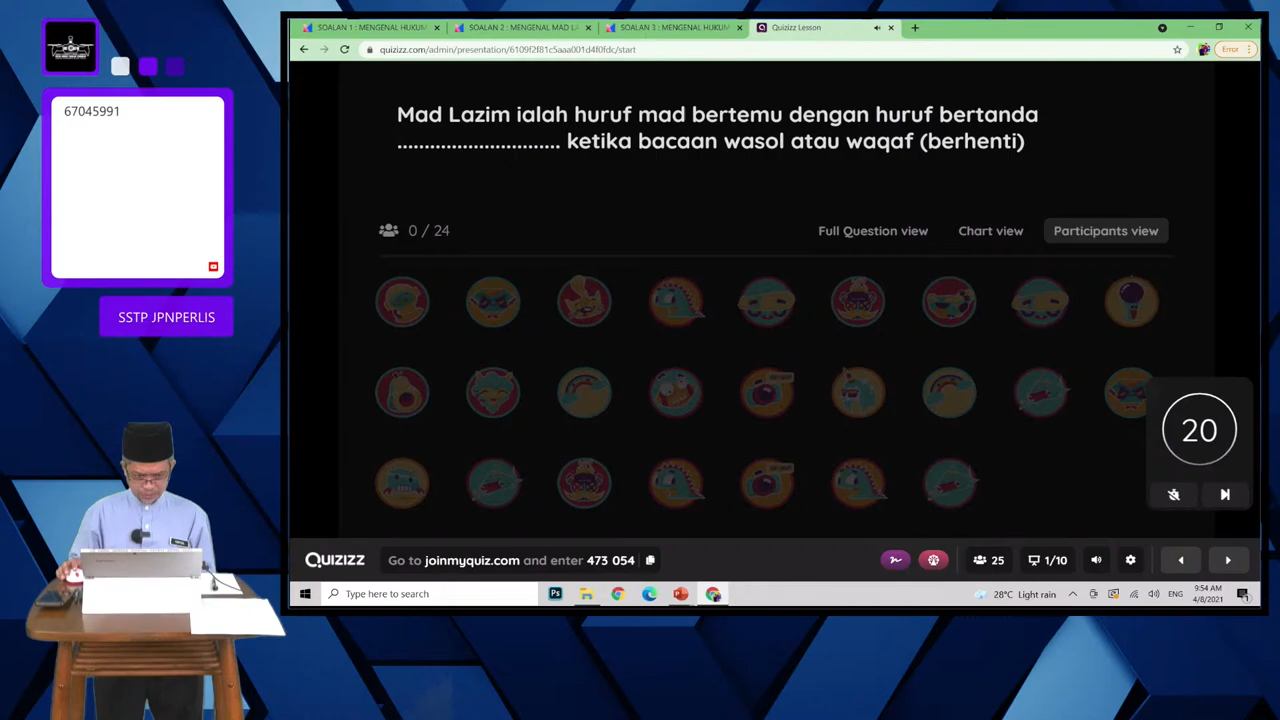 SOALAN 1 : MENGENAL HUKUM
SOALAN 2 : MENGENAL MAD LA
SOALAN 3 : MENGENAL HUKUM
Quizizz Lesson
quizizz.com/admin/presentation/6109f2f81c5aaa001d4f0fdc/start
Error
67045991
SSTP JPNPERLIS
Mad Lazim ialah huruf mad bertemu dengan huruf bertanda
.............................. ketika bacaan wasol atau waqaf (berhenti)
0 / 24
Full Question view
Chart view
Participants view
20
Quizizz
Go to joinmyquiz.com and enter 473 054
25
1/10
Type here to search
Ps
28°C Light rain
ENG
9:54 AM
4/8/2021